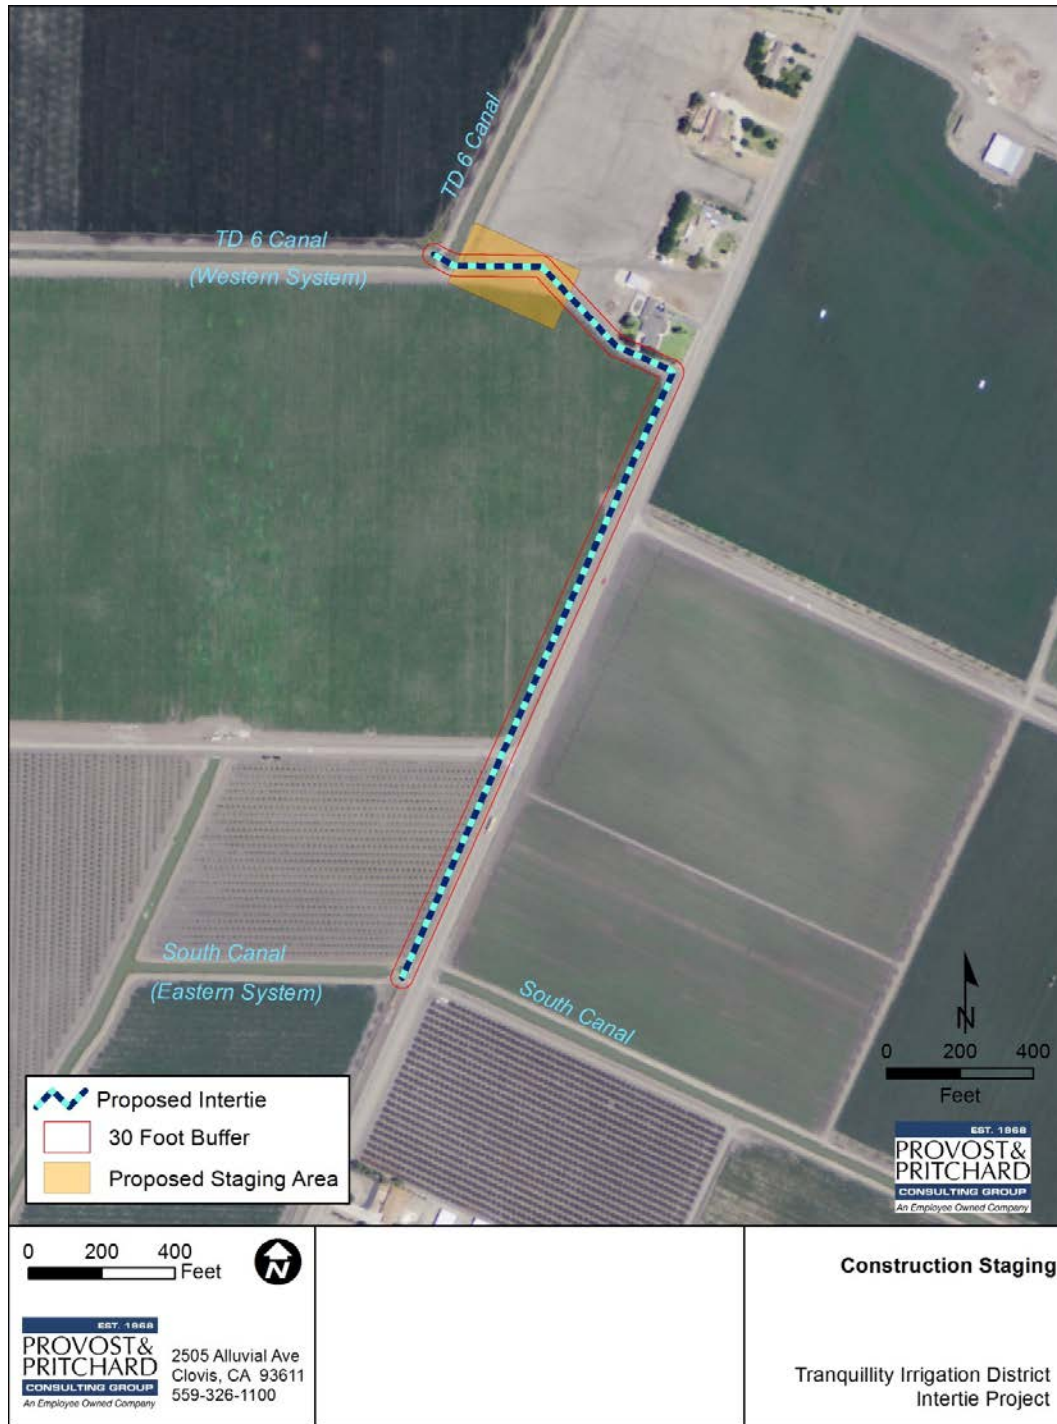 TD 6 Canal
TD 6 Canal
(Western System)
South Canal
(Eastern System)
South Canal
N
0 200 400
Feet
Proposed Intertie
30 Foot Buffer
Proposed Staging Area
EST. 1968
PROVOST&
PRITCHARD
CONSULTING GROUP
An Employee Owned Company
0 200 400
Feet
N
EST. 1968
PROVOST&
PRITCHARD
CONSULTING GROUP
An Employee Owned Company
2505 Alluvial Ave
Clovis, CA 93611
559-326-1100
Construction Staging
Tranquillity Irrigation District
Intertie Project